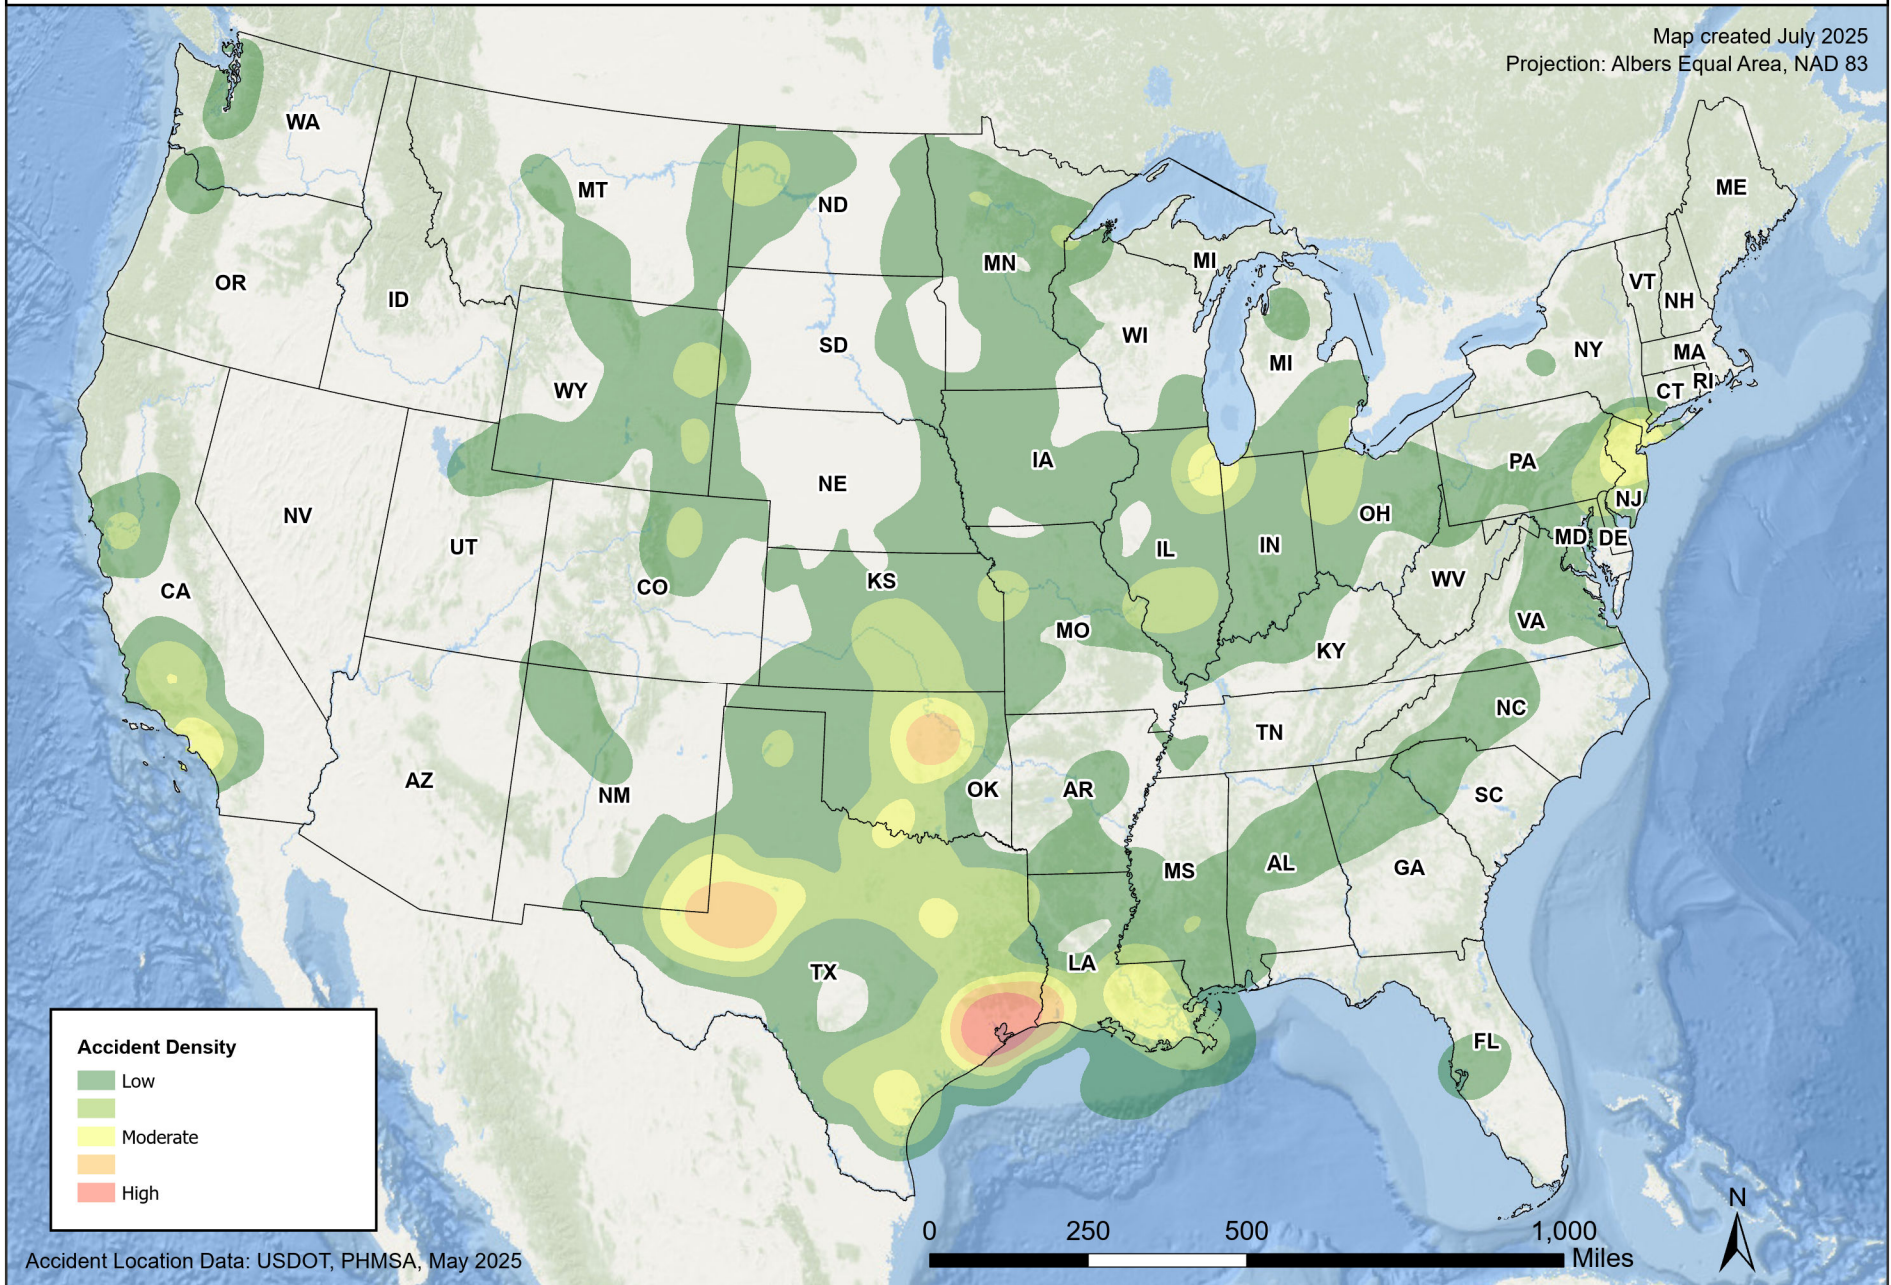 Map created July 2025
Projection: Albers Equal Area, NAD 83
WA
MT
ND
MN
MI
ME
VT
NH
OR
ID
SD
WI
MI
NY
MA
CT
RI
WY
NE
IA
PA
NJ
NV
UT
CO
KS
IL
IN
OH
MD
DE
CA
MO
WV
VA
KY
AZ
NM
OK
AR
TN
NC
SC
TX
LA
MS
AL
GA
FL
Accident Density
Low
Moderate
High
Accident Location Data: USDOT, PHMSA, May 2025
0 250 500 1,000
Miles
N